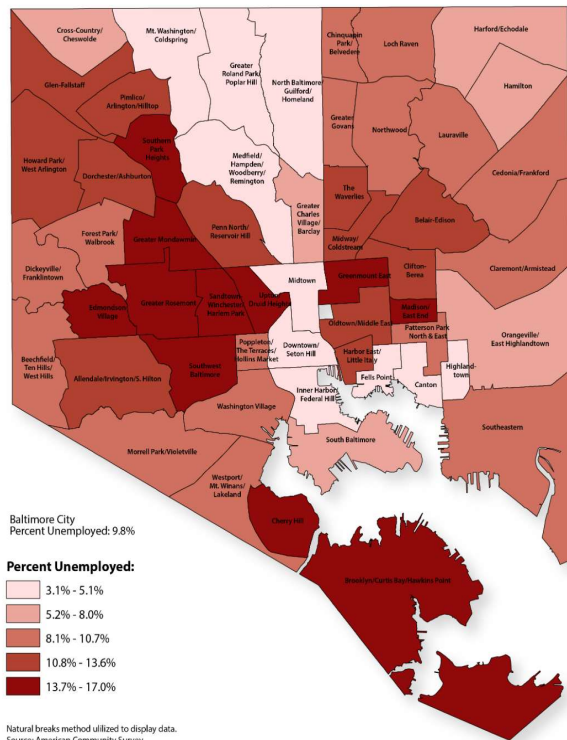 Cross-Country/
Cheswolde
Mt. Washington/
Coldspring
Greater
Roland Park/
Poplar Hill
North Baltimore/
Guilford/
Homeland
Chinquapin
Park/
Belvedere
Loch Raven
Harford/Echodale
Glen-Fallstaff
Pimlico/
Arlington/Hilltop
Hamilton
Southern
Park
Heights
Greater
Govans
Northwood
Lauraville
Howard Park/
West Arlington
Dorchester/Ashburton
Medfield/
Hampden/
Woodberry/
Remington
Cedonia/Frankford
The
Waverlies
Greater
Charles
Village/
Barclay
Belair-Edison
Forest Park/
Walbrook
Greater Mondawmin
Penn North/
Reservoir Hill
Midway/
Coldstream
Dickeyville/
Franklintown
Midtown
Greenmount East
Clifton-
Berea
Claremont/Armistead
Edmondson
Village
Greater Rosemont
Sandtown-
Winchester/
Harlem Park
Upton/
Druid Heights
Madison/
East End
Oldtown/Middle East
Patterson Park
North & East
Orangeville/
East Highlandtown
Beechfield/
Ten Hills/
West Hills
Allendale/Irvington/S. Hilton
Southwest
Baltimore
Poppleton/
The Terraces/
Hollins Market
Downtown/
Seton Hill
Harbor East/
Little Italy
Fells Point
Canton
Highland-
town
Inner Harbor/
Federal Hill
Washington Village
Southeastern
South Baltimore
Morrell Park/Violetville
Westport/
Mt. Winans/
Lakeland
Cherry Hill
Brooklyn/Curtis Bay/Hawkins Point
Baltimore City
Percent Unemployed: 9.8%
Percent Unemployed:
3.1% - 5.1%
5.2% - 8.0%
8.1% - 10.7%
10.8% - 13.6%
13.7% - 17.0%
Natural breaks method ulilized to display data.
Source: American Community Survey